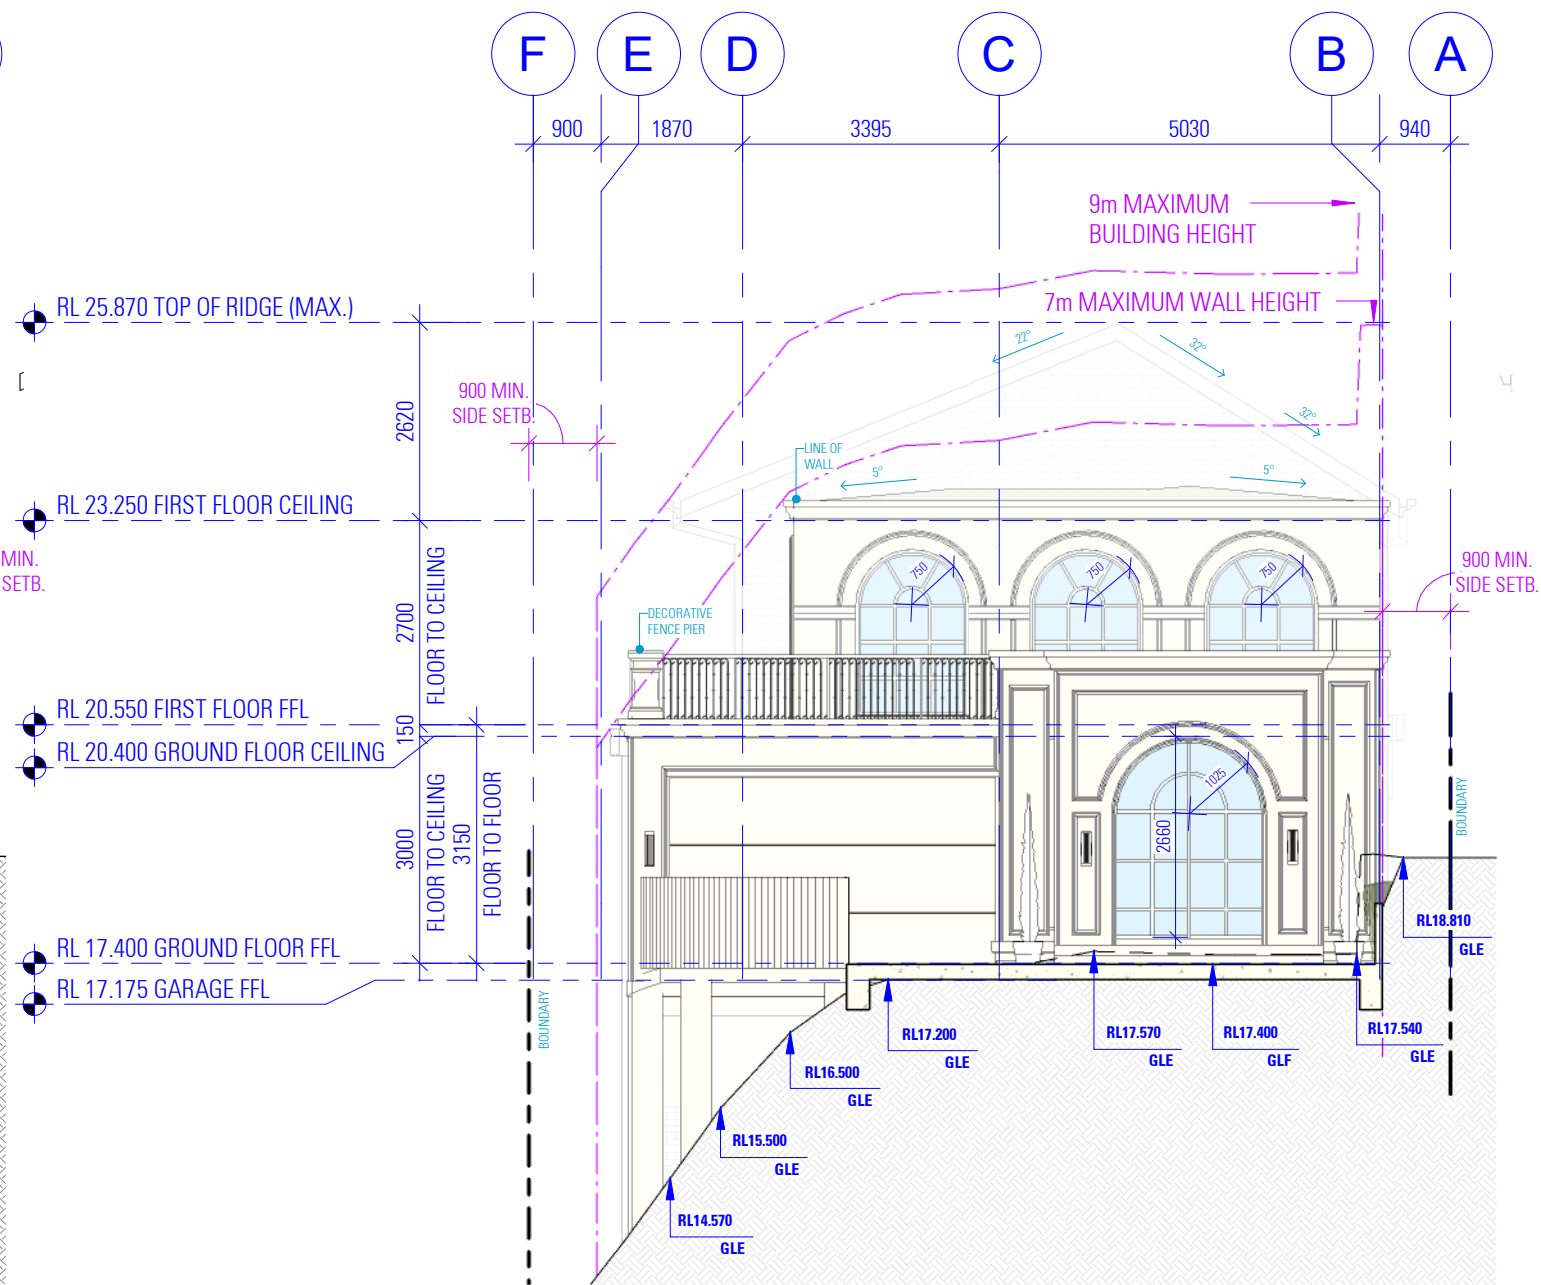 F
E
D
C
B
A
900
1870
3395
5030
940
9m MAXIMUM
BUILDING HEIGHT
7m MAXIMUM WALL HEIGHT
RL 25.870 TOP OF RIDGE (MAX.)
22°
32°
32°
900 MIN.
SIDE SETB.
2620
LINE OF
WALL
5°
5°
RL 23.250 FIRST FLOOR CEILING
MIN.
SETB.
900 MIN.
SIDE SETB.
750
750
750
2700
FLOOR TO CEILING
DECORATIVE
FENCE PIER
RL 20.550 FIRST FLOOR FFL
150
RL 20.400 GROUND FLOOR CEILING
3000
FLOOR TO CEILING
3150
FLOOR TO FLOOR
1025
2660
BOUNDARY
RL18.810
GLE
RL 17.400 GROUND FLOOR FFL
RL 17.175 GARAGE FFL
BOUNDARY
RL17.200
GLE
RL17.570
GLE
RL17.400
GLF
RL17.540
GLE
RL16.500
GLE
RL15.500
GLE
RL14.570
GLE